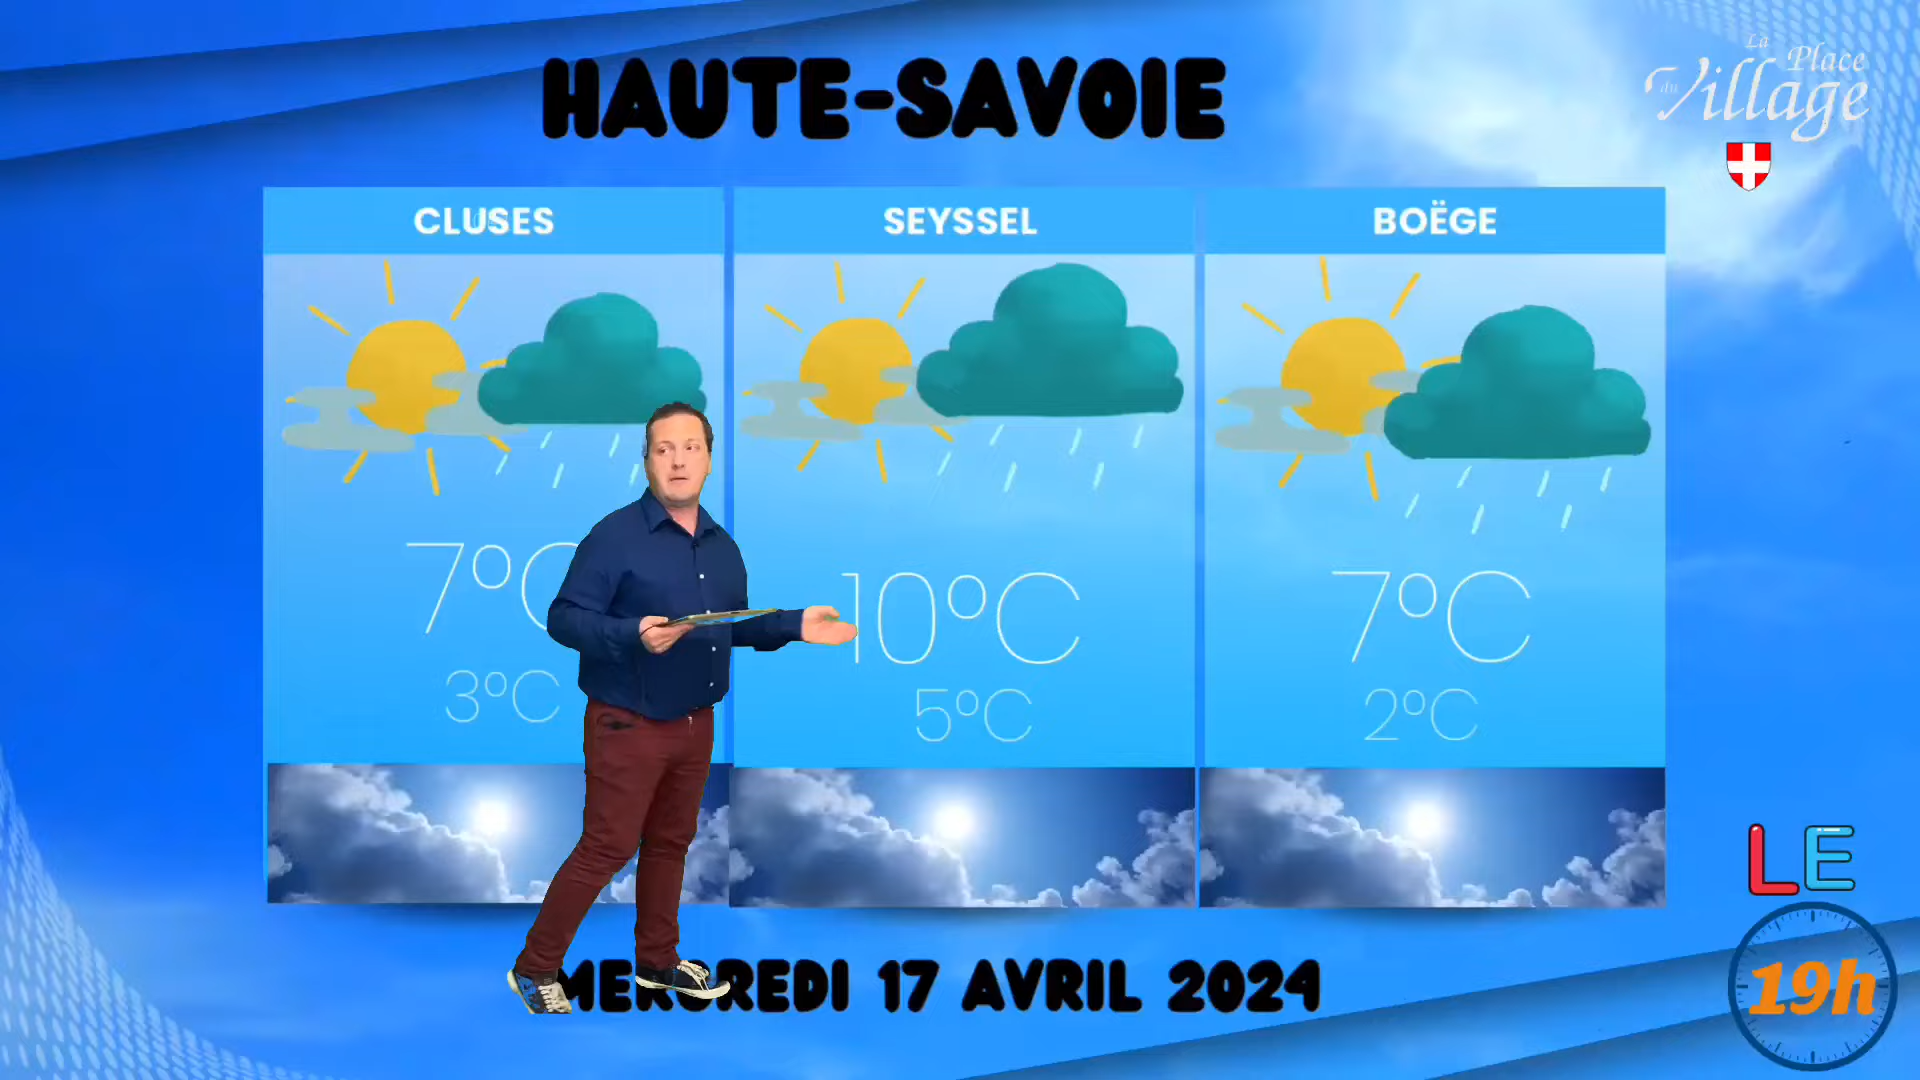 HAUTE-SAVOIE
La Place
du Village
CLUSES
SEYSSEL
BOËGE
7°C
10°C
7°C
3°C
5°C
2°C
LE
19h
MERCREDI 17 AVRIL 2024